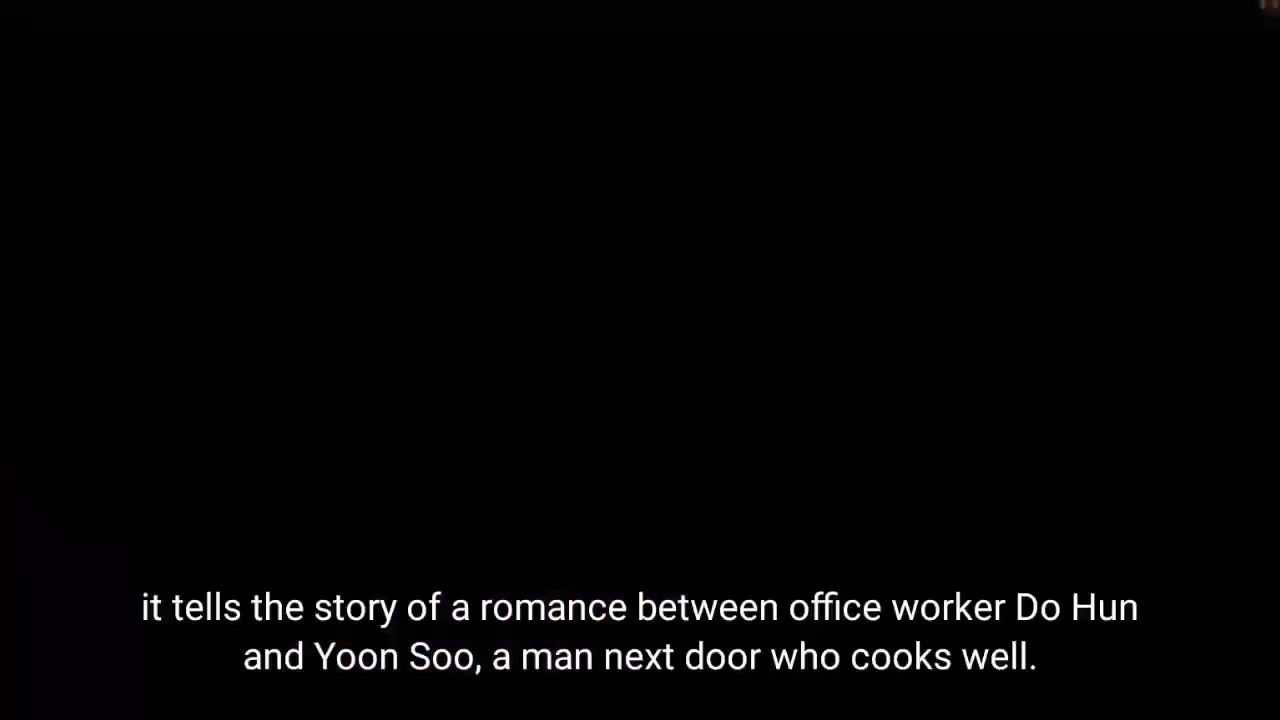 it tells the story of a romance between office worker Do Hun
and Yoon Soo, a man next door who cooks well.